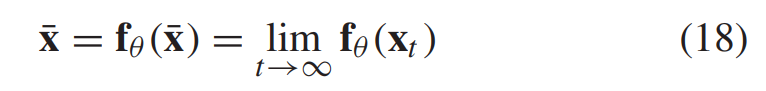 x̄ = f_θ(x̄) = lim_{t→∞} f_θ(x_t) (18)